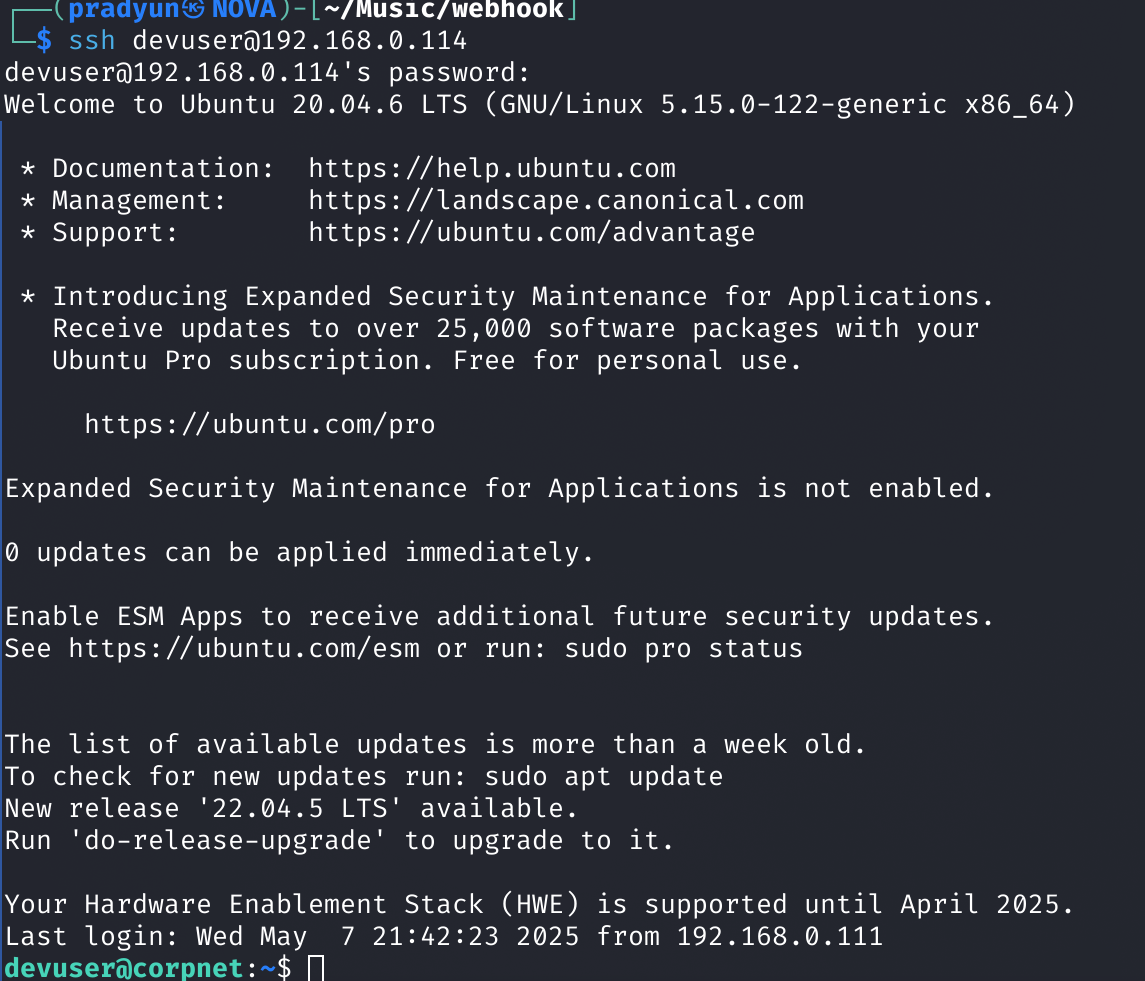 ┌──(pradyun㉿NOVA)-[~/Music/webhook]
└─$ ssh devuser@192.168.0.114
devuser@192.168.0.114's password:
Welcome to Ubuntu 20.04.6 LTS (GNU/Linux 5.15.0-122-generic x86_64)
* Documentation:  https://help.ubuntu.com
* Management:     https://landscape.canonical.com
* Support:        https://ubuntu.com/advantage
* Introducing Expanded Security Maintenance for Applications.
Receive updates to over 25,000 software packages with your
Ubuntu Pro subscription. Free for personal use.
https://ubuntu.com/pro
Expanded Security Maintenance for Applications is not enabled.
0 updates can be applied immediately.
Enable ESM Apps to receive additional future security updates.
See https://ubuntu.com/esm or run: sudo pro status
The list of available updates is more than a week old.
To check for new updates run: sudo apt update
New release '22.04.5 LTS' available.
Run 'do-release-upgrade' to upgrade to it.
Your Hardware Enablement Stack (HWE) is supported until April 2025.
Last login: Wed May  7 21:42:23 2025 from 192.168.0.111
devuser@corpnet:~$